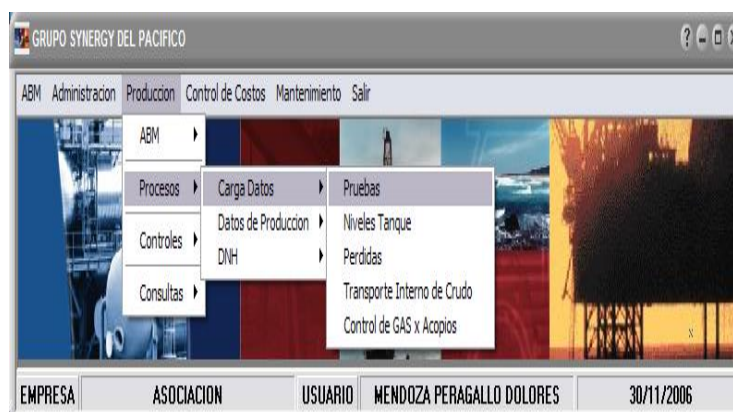 GRUPO SYNERGY DEL PACIFICO
ABM Administracion Produccion Control de Costos Mantenimiento Salir
ABM
Procesos
Controles
Consultas
Carga Datos
Datos de Produccion
DNH
Pruebas
Niveles Tanque
Perdidas
Transporte Interno de Crudo
Control de GAS x Acopios
x
EMPRESA ASOCIACION USUARIO MENDOZA PERAGALLO DOLORES 30/11/2006